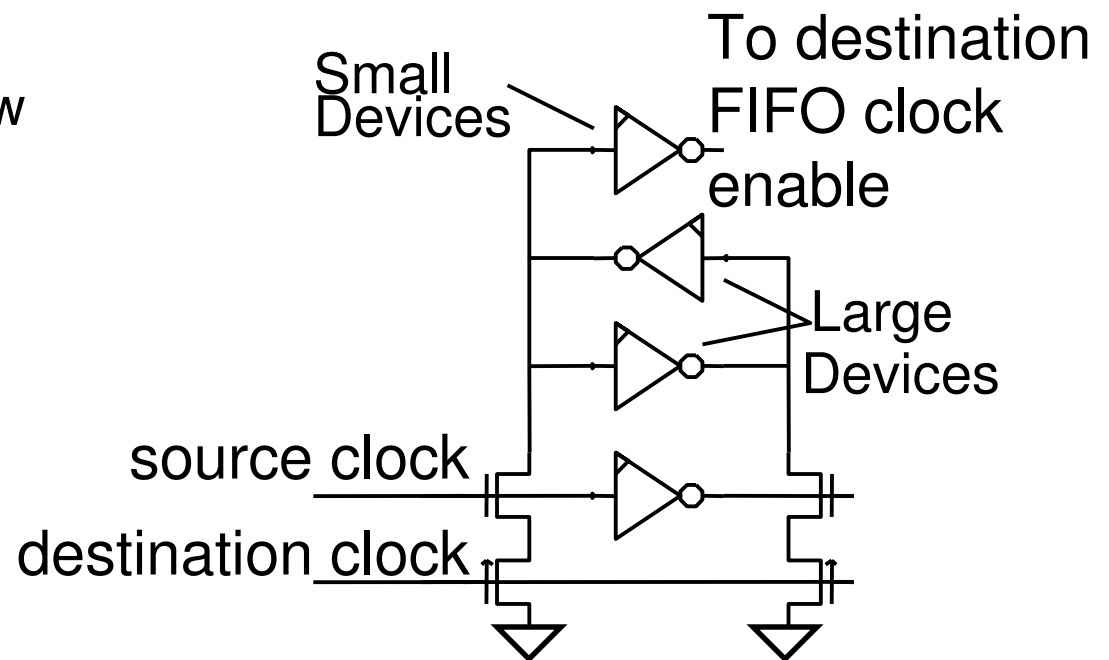 To destination
FIFO clock
enable
Small
Devices
w
Large
Devices
source clock
destination clock